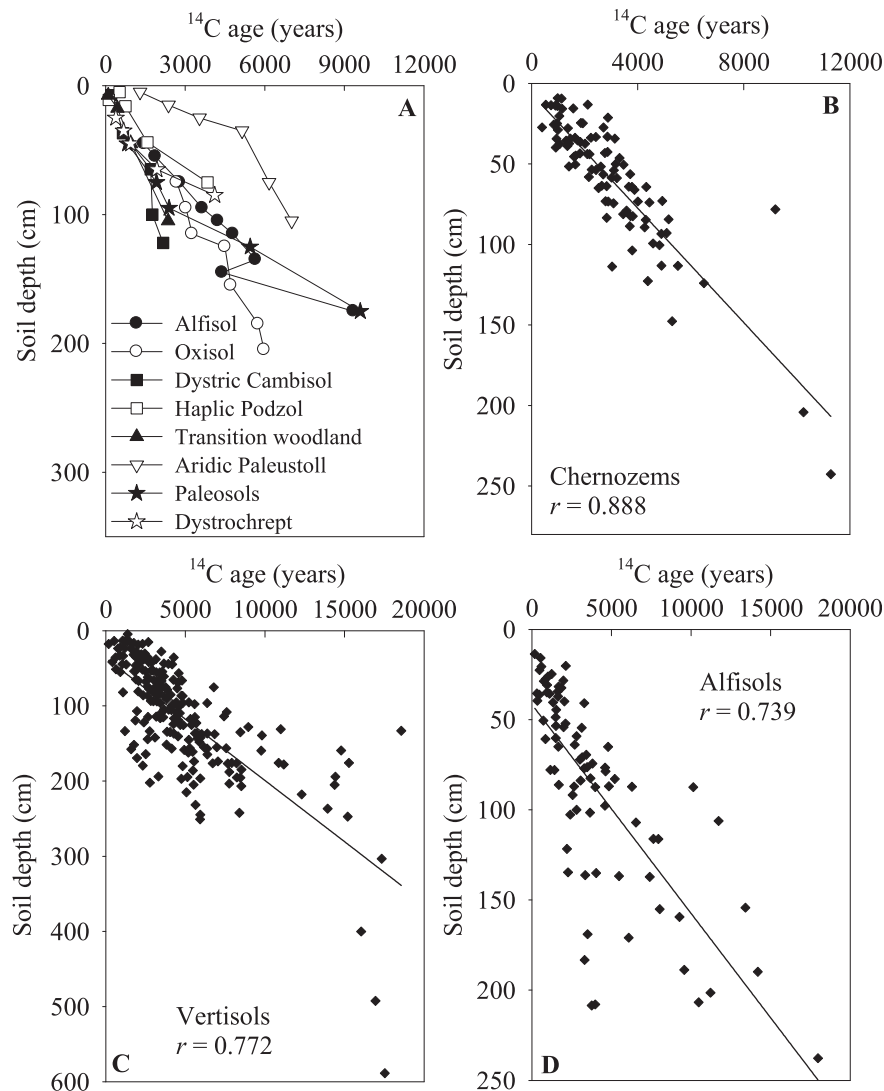 ¹⁴C age (years)
0 3000 6000 9000 12000
A
0
100
200
300
Soil depth (cm)
Alfisol
Oxisol
Dystric Cambisol
Haplic Podzol
Transition woodland
Aridic Paleustoll
Paleosols
Dystrochrept
¹⁴C age (years)
0 4000 8000 12000
B
0
50
100
150
200
250
Soil depth (cm)
Chernozems
r = 0.888
¹⁴C age (years)
0 5000 10000 15000 20000
0
100
200
300
400
500
600
Soil depth (cm)
Vertisols
r = 0.772
C
¹⁴C age (years)
0 5000 10000 15000 20000
0
50
100
150
200
250
Soil depth (cm)
Alfisols
r = 0.739
D